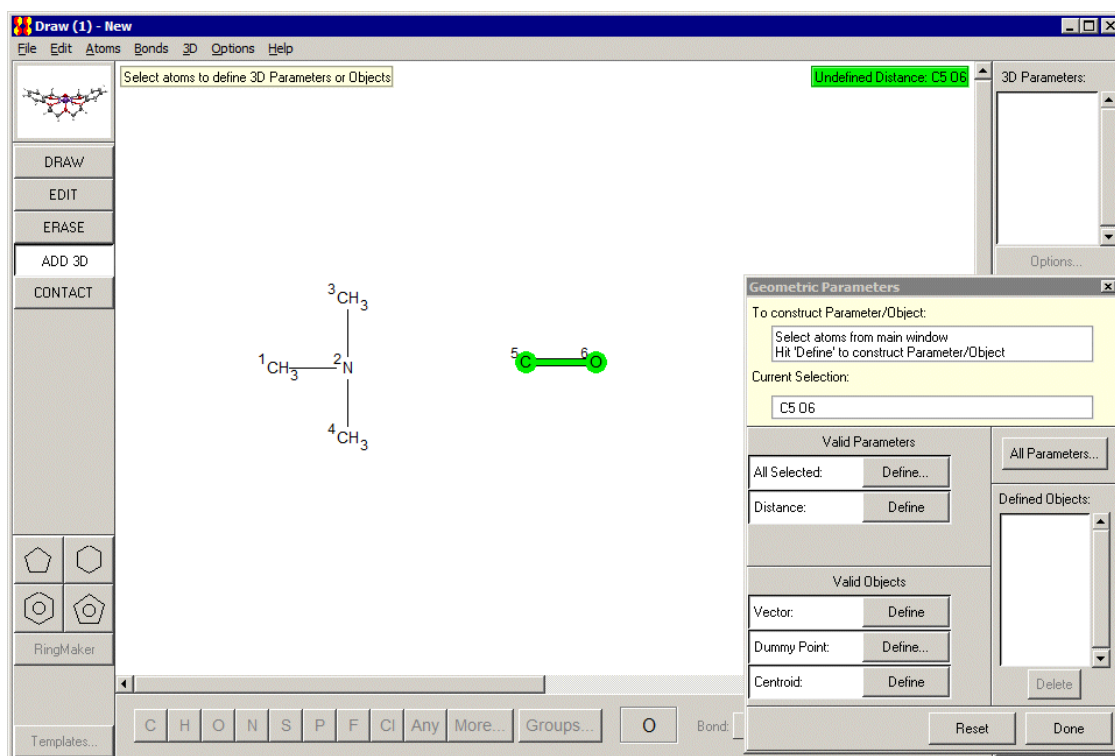 Draw (1) - New
File Edit Atoms Bonds 3D Options Help
Select atoms to define 3D Parameters or Objects
Undefined Distance: C5 O6
3D Parameters:
DRAW
EDIT
ERASE
ADD 3D
CONTACT
Options...
3CH3
1CH3
2N
4CH3
5C
6O
Geometric Parameters
To construct Parameter/Object:
Select atoms from main window
Hit 'Define' to construct Parameter/Object
Current Selection:
C5 O6
Valid Parameters
All Selected: Define...
Distance: Define
All Parameters...
Defined Objects:
Valid Objects
Vector: Define
Dummy Point: Define...
Centroid: Define
Delete
Reset Done
RingMaker
Templates...
C H O N S P F Cl Any More... Groups... O Bond: